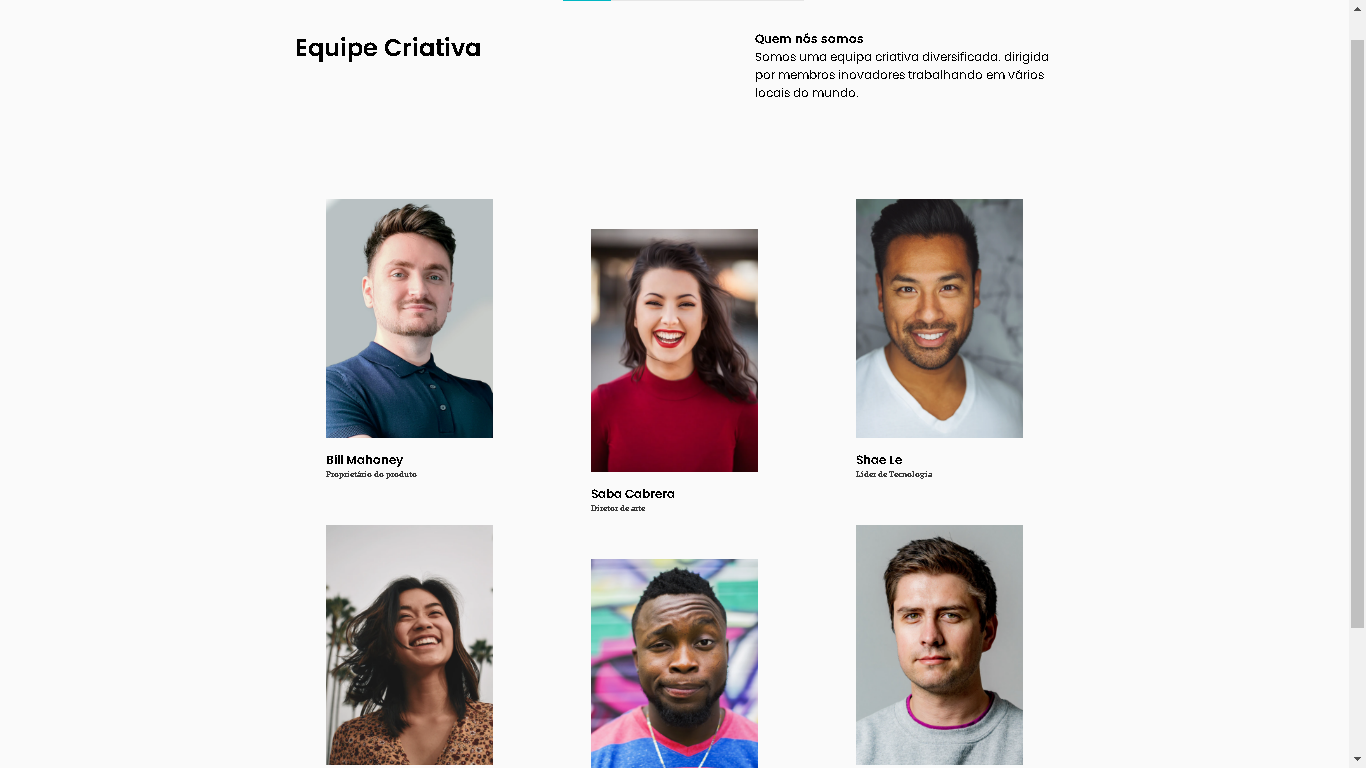 Equipe Criativa
Quem nós somos
Somos uma equipa criativa diversificada. dirigida
por membros inovadores trabalhando em vários
locais do mundo.
Bill Mahoney
Proprietário do produto
Saba Cabrera
Diretor de arte
Shae Le
Líder de Tecnologia